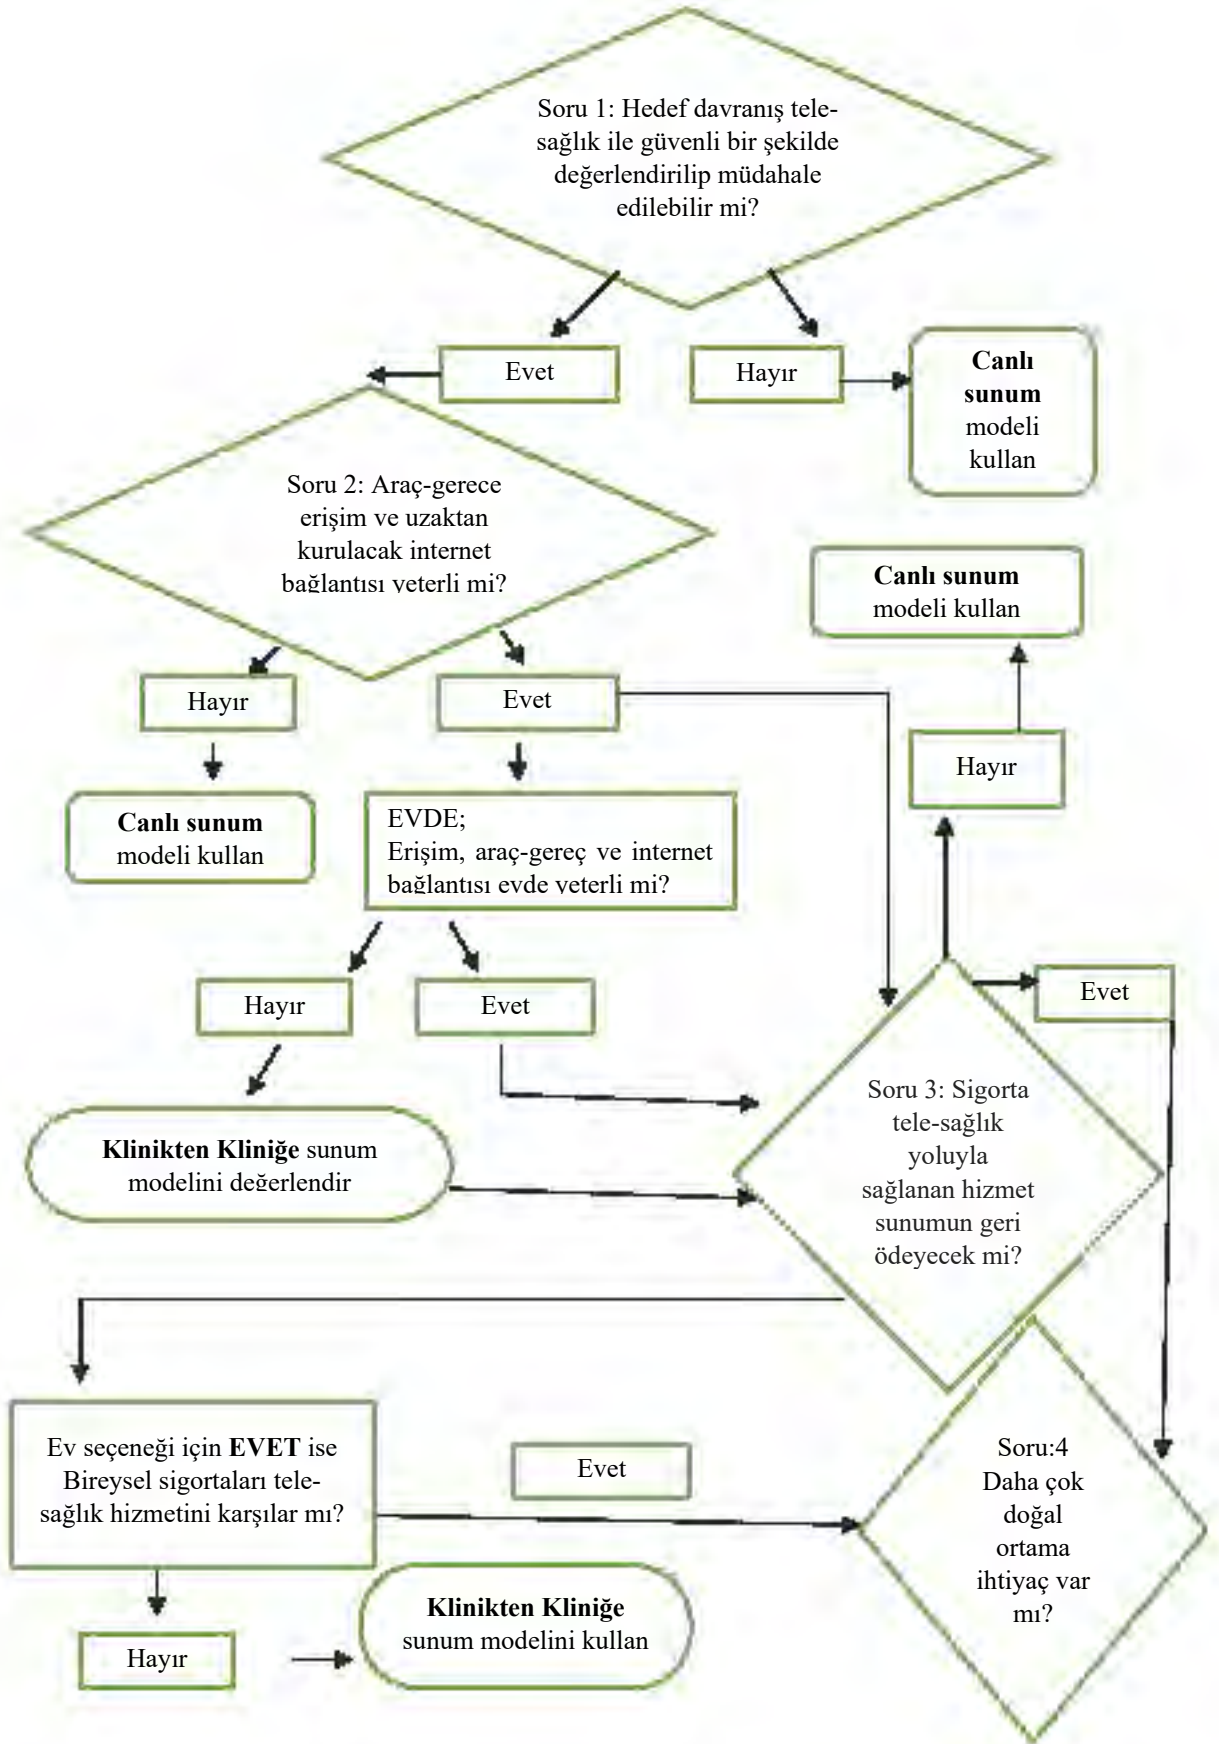 Soru 1: Hedef davranış tele-
sağlık ile güvenli bir şekilde
değerlendirilip müdahale
edilebilir mi?
Evet
Hayır
Canlı
sunum
modeli
kullan
Soru 2: Araç-gerece
erişim ve uzaktan
kurulacak internet
bağlantısı yeterli mi?
Canlı sunum
modeli kullan
Hayır
Evet
Hayır
Canlı sunum
modeli kullan
EVDE;
Erişim, araç-gereç ve internet
bağlantısı evde yeterli mi?
Hayır
Evet
Evet
Soru 3: Sigorta
tele-sağlık
yoluyla
sağlanan hizmet
sunumun geri
ödeyecek mi?
Klinikten Kliniğe sunum
modelini değerlendir
Ev seçeneği için EVET ise
Bireysel sigortaları tele-
sağlık hizmetini karşılar mı?
Evet
Soru:4
Daha çok
doğal
ortama
ihtiyaç var
mı?
Klinikten Kliniğe
sunum modelini kullan
Hayır